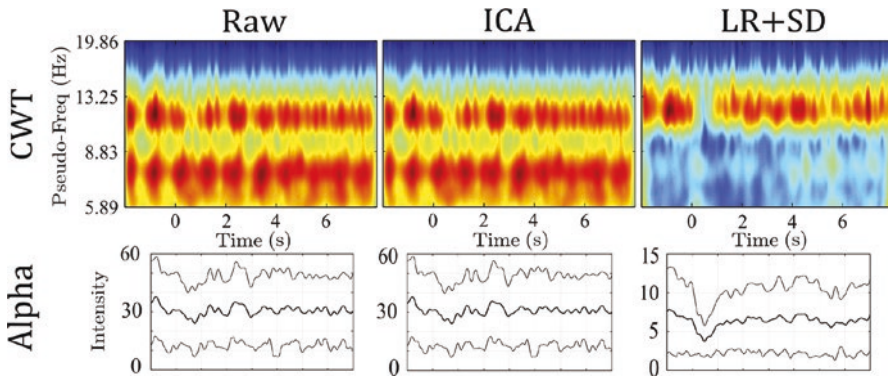 Raw ICA LR+SD
CWT
Pseudo-Freq (Hz)
19.86
13.25
8.83
5.89
0 2 4 6
0 2 4 6
0 2 4 6
Time (s) Time (s) Time (s)
Alpha
Intensity
60
30
0
60
30
0
15
10
5
0